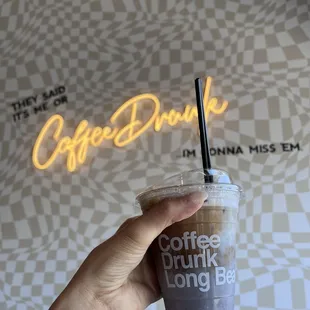 THEY SAID
IT'S ME OR
Coffee Drunk
I'M GONNA MISS 'EM
Coffee
Drunk
Long Bea